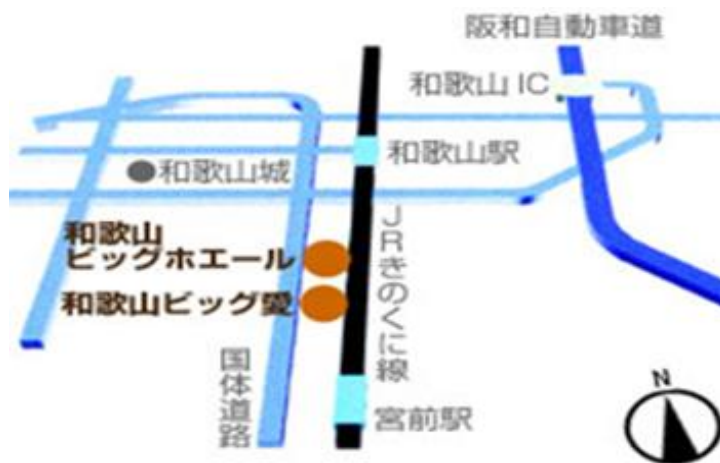 阪和自動車道
和歌山 IC
和歌山駅
和歌山城
和歌山
ビッグホエール
和歌山ビッグ愛
JRきのくに線
国体道路
宮前駅
N